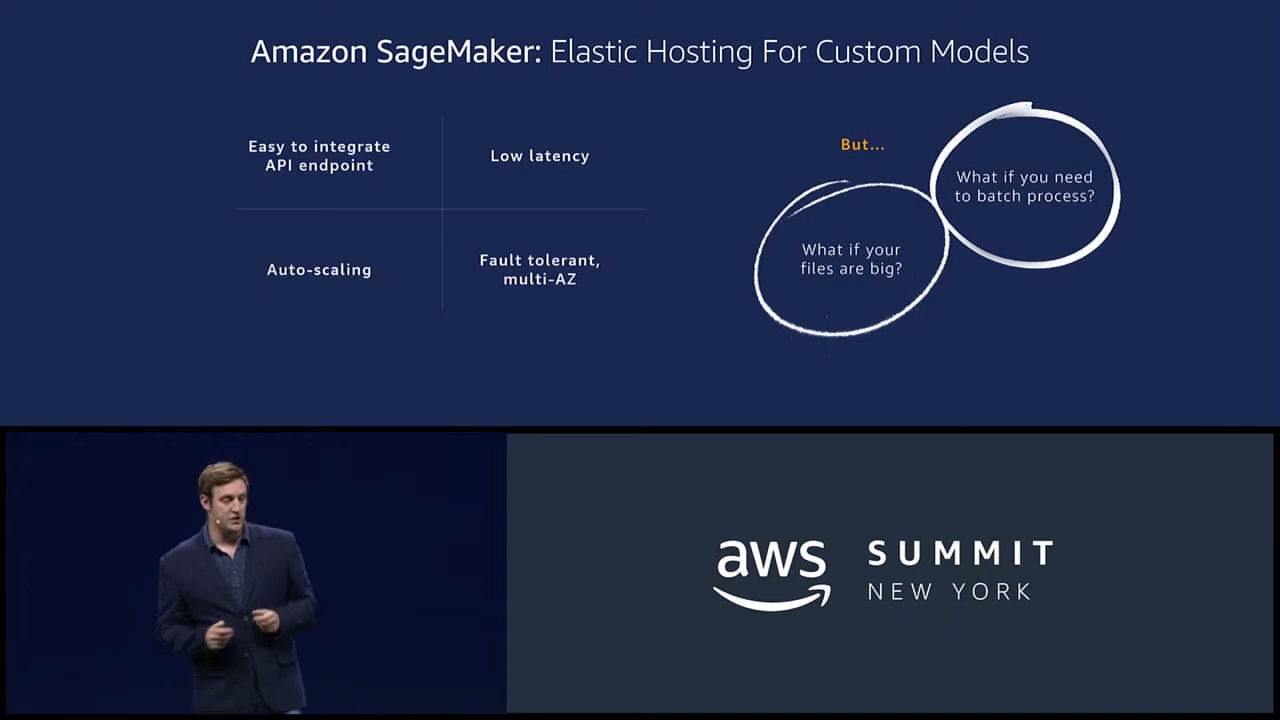 Amazon SageMaker: Elastic Hosting For Custom Models
Easy to integrate
API endpoint
Low latency
Auto-scaling
Fault tolerant,
multi-AZ
But...
What if your
files are big?
What if you need
to batch process?
aws
SUMMIT
NEW YORK